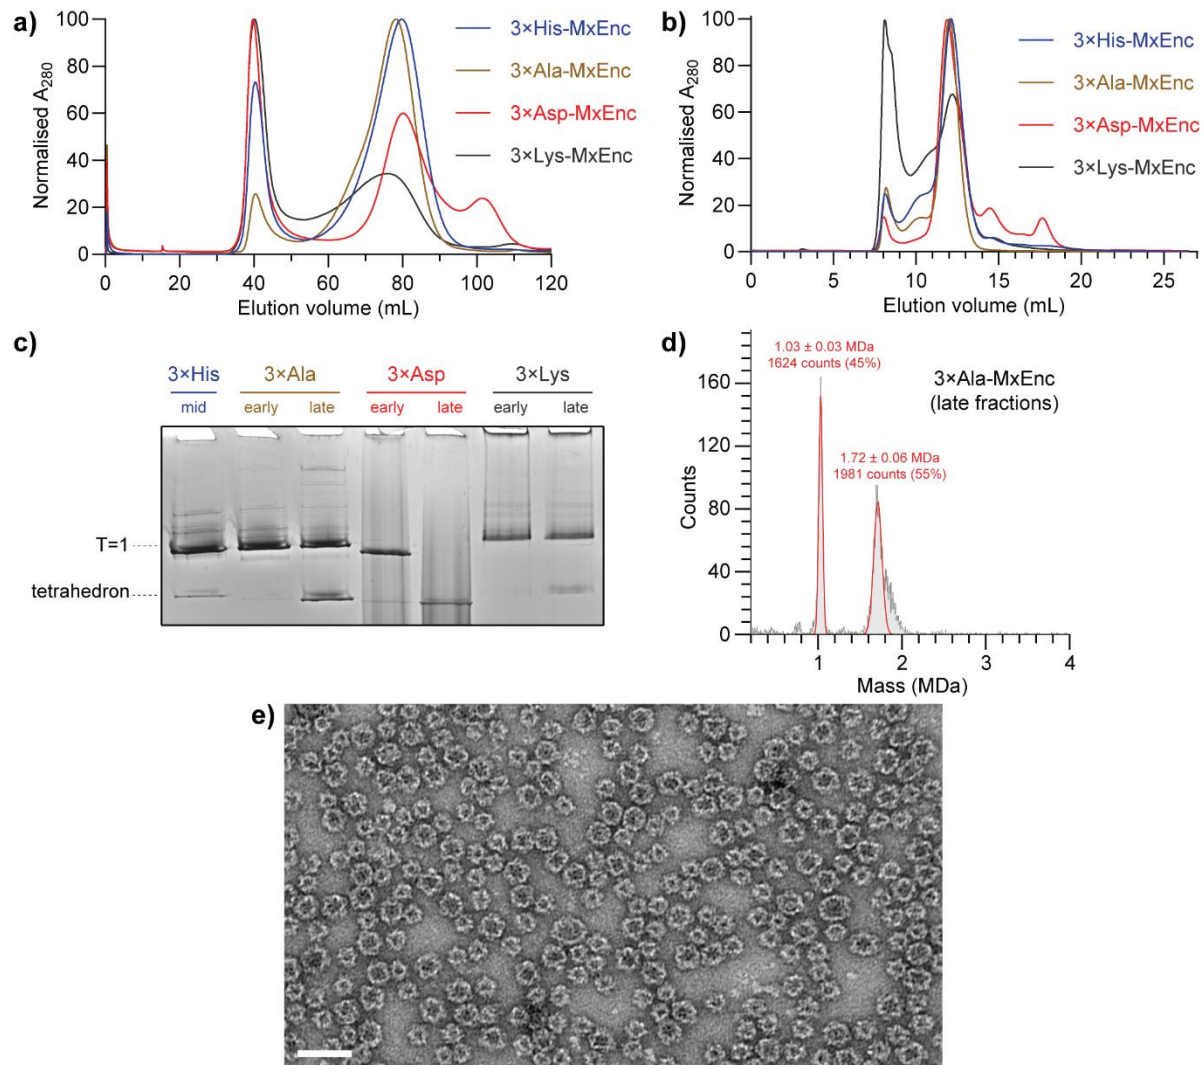 a)
Normalised A280
100
80
60
40
20
0
0
20
40
60
80
100
120
Elution volume (mL)
3×His-MxEnc
3×Ala-MxEnc
3×Asp-MxEnc
3×Lys-MxEnc
b)
Normalised A280
100
80
60
40
20
0
0
5
10
15
20
25
Elution volume (mL)
3×His-MxEnc
3×Ala-MxEnc
3×Asp-MxEnc
3×Lys-MxEnc
c)
3×His 3×Ala 3×Asp 3×Lys
mid early late early late early late
T=1
tetrahedron
d)
1.03 ± 0.03 MDa
1624 counts (45%)
1.72 ± 0.06 MDa
1981 counts (55%)
3×Ala-MxEnc
(late fractions)
Counts
160
120
80
40
0
1
2
3
4
Mass (MDa)
e)